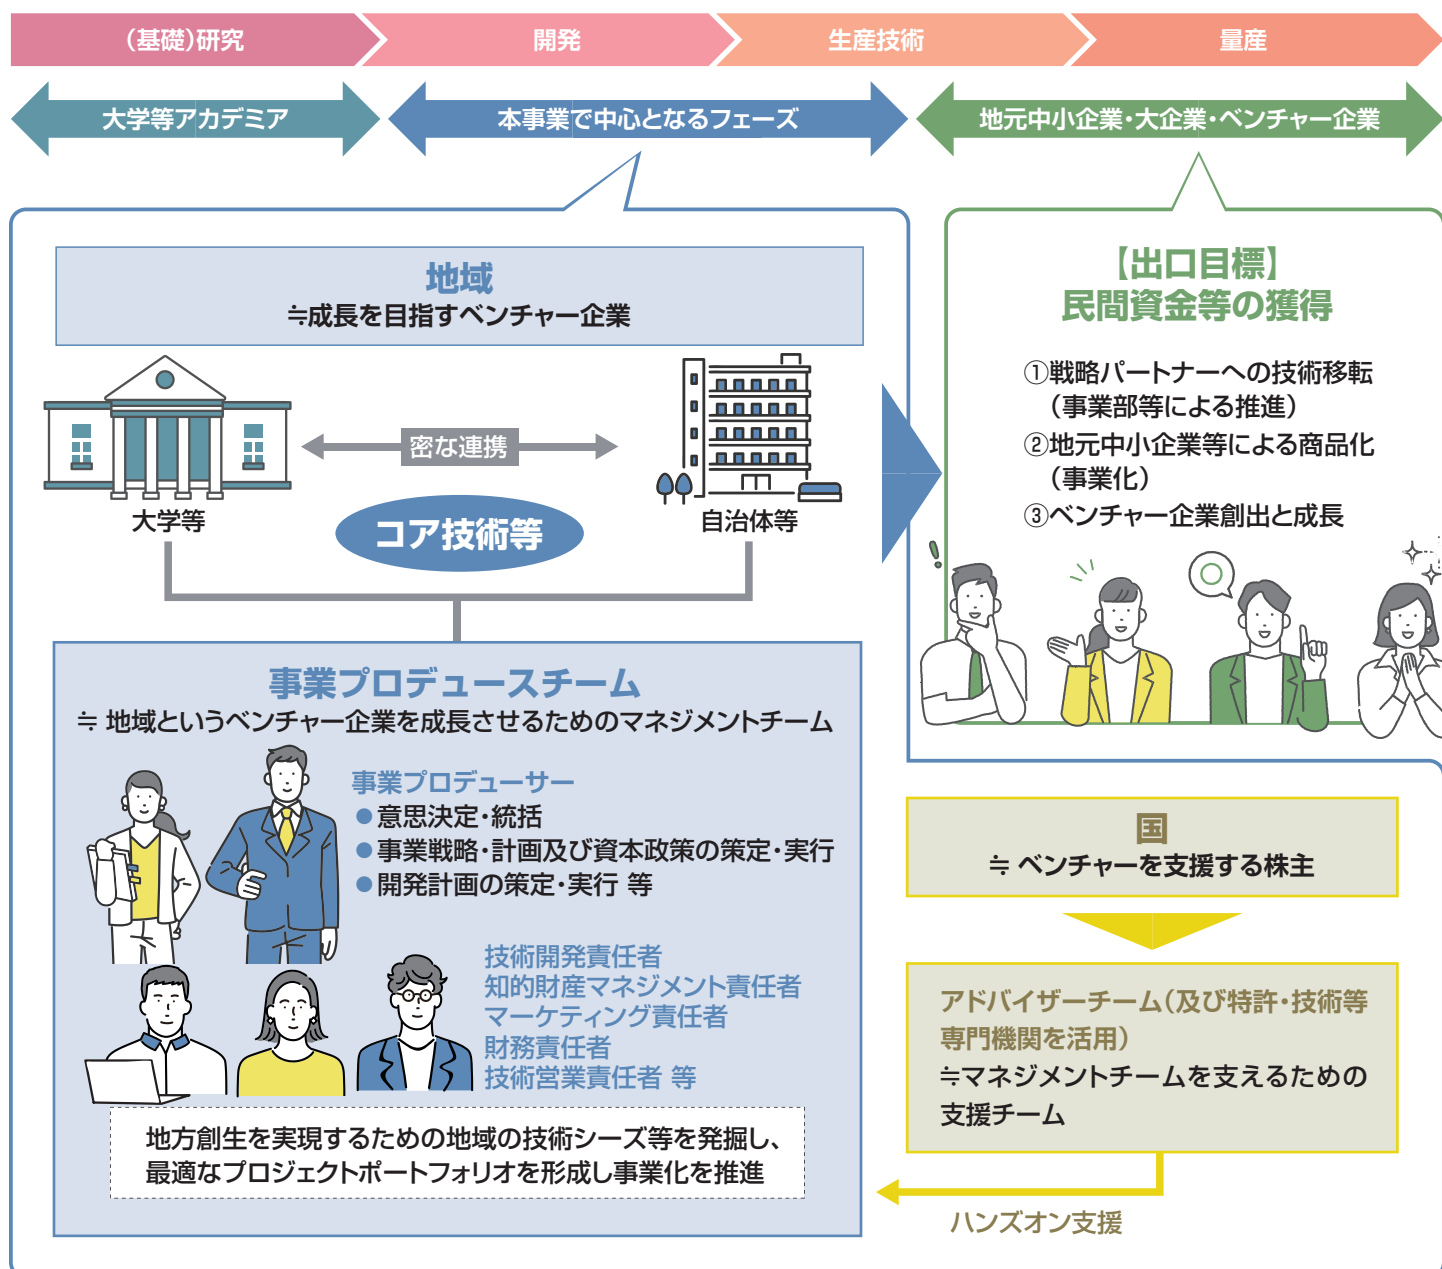 (基礎)研究
開発
生産技術
量産
大学等アカデミア
本事業で中心となるフェーズ
地元中小企業・大企業・ベンチャー企業
地域
≒成長を目指すベンチャー企業
密な連携
大学等
コア技術等
自治体等
【出口目標】
民間資金等の獲得
①戦略パートナーへの技術移転
（事業部等による推進）
②地元中小企業等による商品化
（事業化）
③ベンチャー企業創出と成長
事業プロデュースチーム
≒ 地域というベンチャー企業を成長させるためのマネジメントチーム
事業プロデューサー
●意思決定・統括
●事業戦略・計画及び資本政策の策定・実行
●開発計画の策定・実行 等
技術開発責任者
知的財産マネジメント責任者
マーケティング責任者
財務責任者
技術営業責任者 等
地方創生を実現するための地域の技術シーズ等を発掘し、
最適なプロジェクトポートフォリオを形成し事業化を推進
国
≒ ベンチャーを支援する株主
アドバイザーチーム（及び特許・技術等
専門機関を活用）
≒マネジメントチームを支えるための
支援チーム
ハンズオン支援